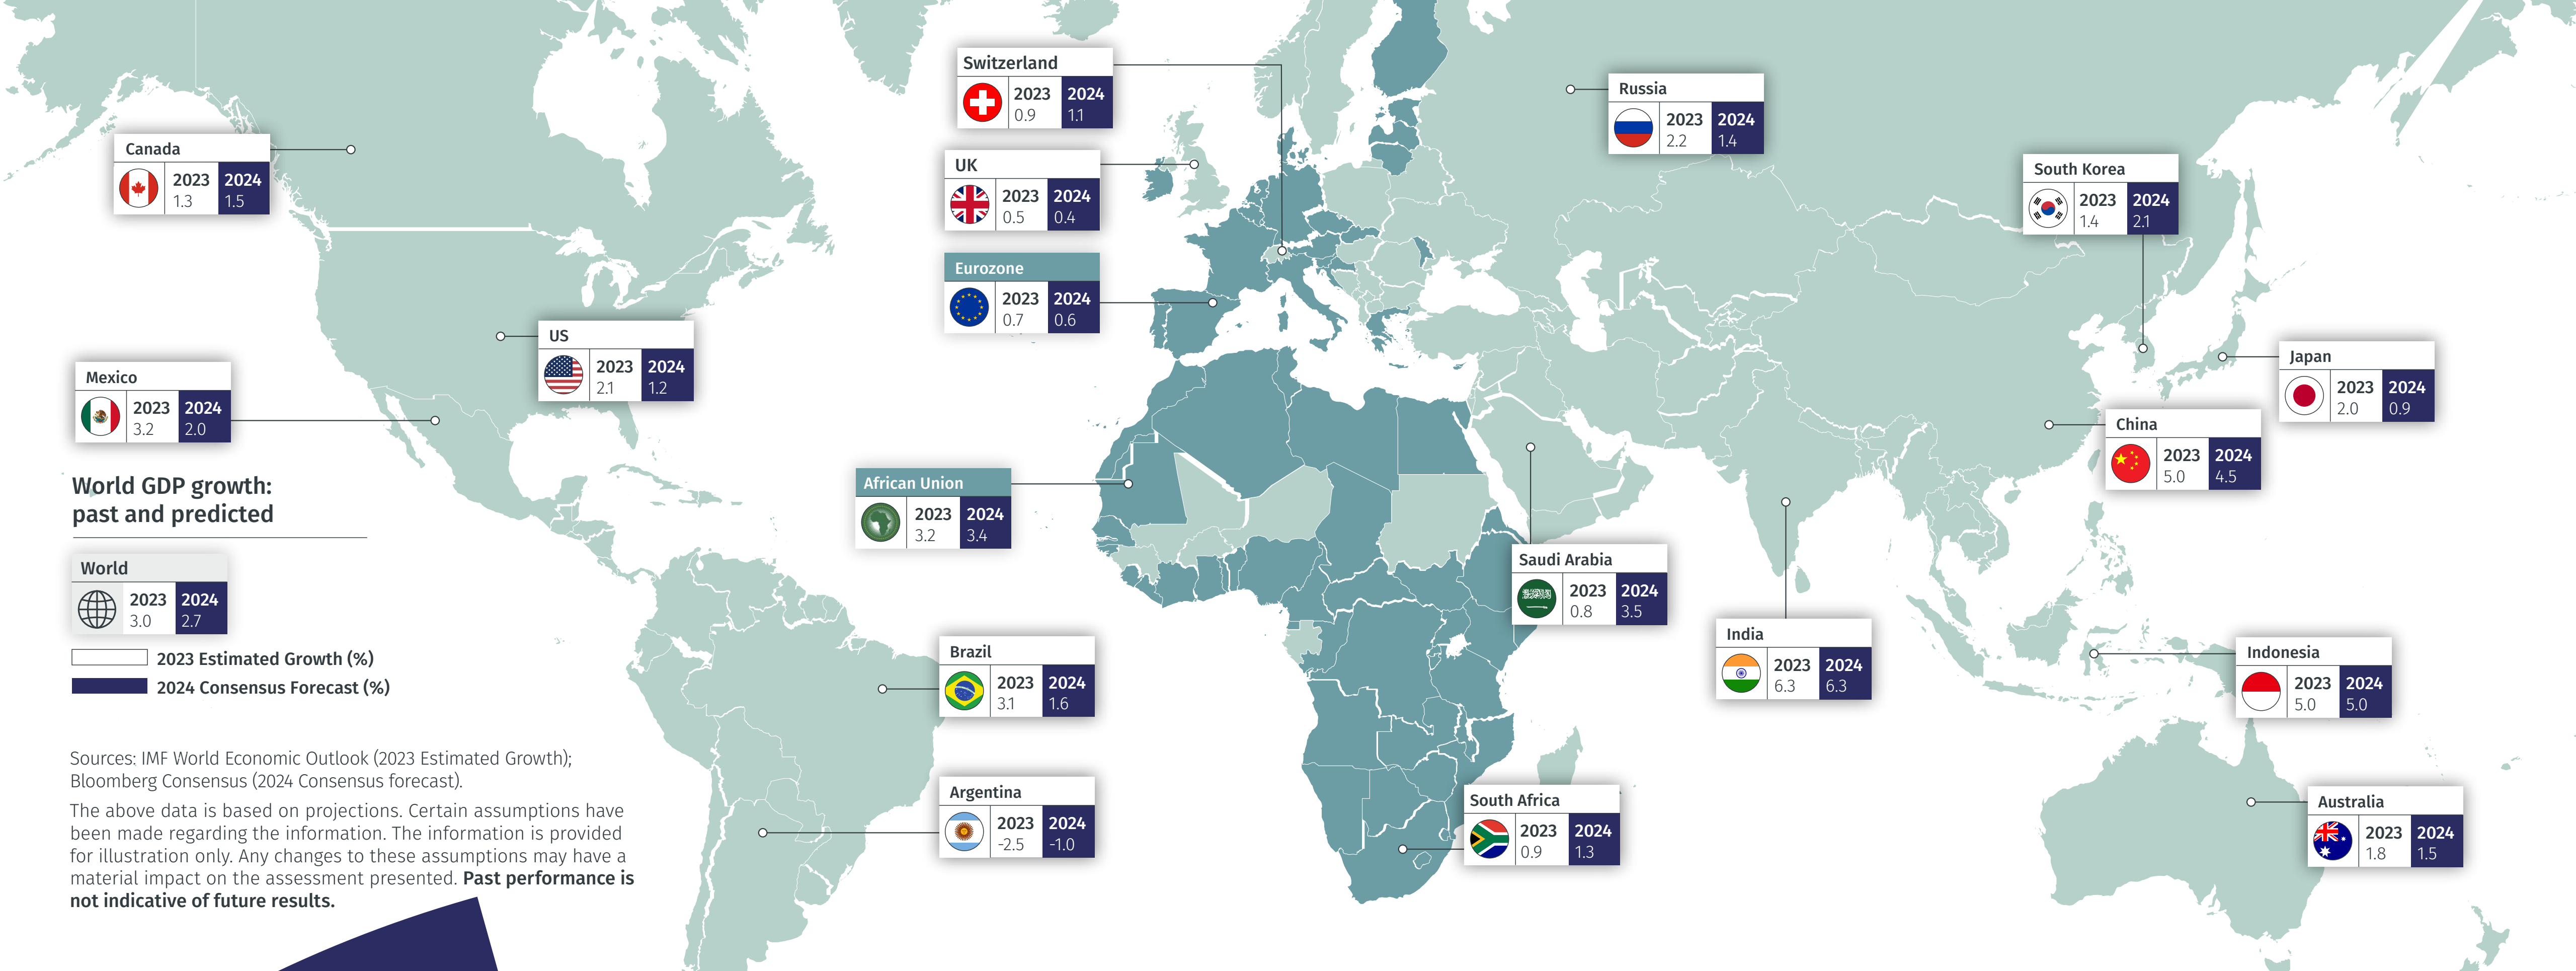 Switzerland
2023 2024
0.9 1.1
Russia
2023 2024
2.2 1.4
Canada
2023 2024
1.3 1.5
UK
2023 2024
0.5 0.4
South Korea
2023 2024
1.4 2.1
Eurozone
2023 2024
0.7 0.6
US
2023 2024
2.1 1.2
Japan
2023 2024
2.0 0.9
Mexico
2023 2024
3.2 2.0
China
2023 2024
5.0 4.5
African Union
2023 2024
3.2 3.4
World GDP growth:
past and predicted
World
2023 2024
3.0 2.7
2023 Estimated Growth (%)
2024 Consensus Forecast (%)
Saudi Arabia
2023 2024
0.8 3.5
India
2023 2024
6.3 6.3
Brazil
2023 2024
3.1 1.6
Indonesia
2023 2024
5.0 5.0
Argentina
2023 2024
-2.5 -1.0
South Africa
2023 2024
0.9 1.3
Australia
2023 2024
1.8 1.5
Sources: IMF World Economic Outlook (2023 Estimated Growth);
Bloomberg Consensus (2024 Consensus forecast).
The above data is based on projections. Certain assumptions have
been made regarding the information. The information is provided
for illustration only. Any changes to these assumptions may have a
material impact on the assessment presented. Past performance is
not indicative of future results.